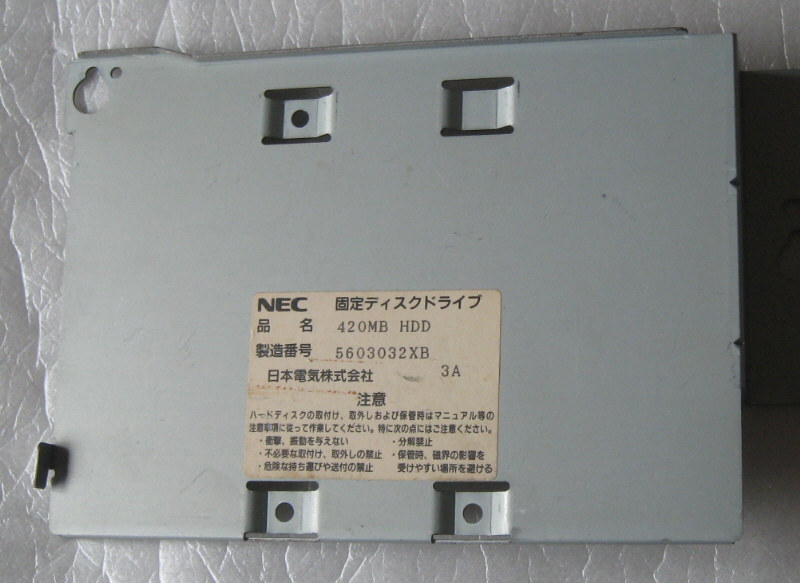 NEC 固定ディスクドライブ
品名 420MB HDD
製造番号 5603032XB
日本電気株式会社 3A
注意
ハードディスクの取付け、取外しおよび保管時はマニュアル等の
注意事項に従って作業してください。特に次の点にはご注意ください。
・衝撃、振動を与えない ・分解禁止
・不必要な取付け、取外しの禁止 ・保管時、磁界の影響を
・危険な持ち運びや送付の禁止 受けやすい場所を避ける